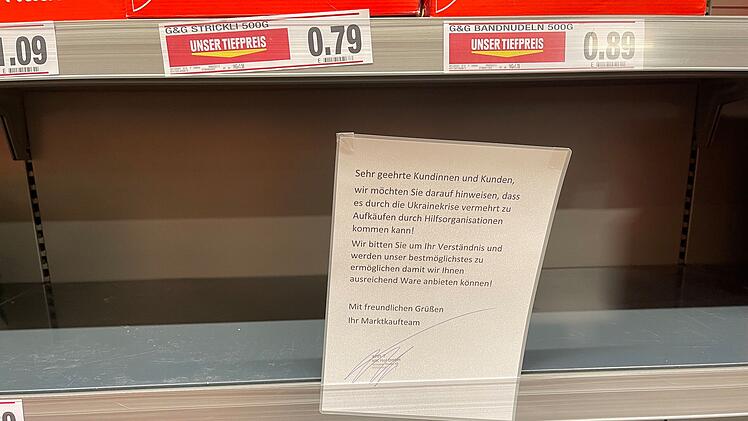 G&G STRICKLI 500G
UNSER TIEFPREIS
0.79
G&G BANDNUDELN 500G
UNSER TIEFPREIS
0.89
1.09
Sehr geehrte Kundinnen und Kunden,
wir möchten Sie darauf hinweisen, dass
es durch die Ukrainekrise vermehrt zu
Aufkäufen durch Hilfsorganisationen
kommen kann!
Wir bitten Sie um Ihr Verständnis und
werden unser bestmöglichstes zu
ermöglichen damit wir Ihnen
ausreichend Ware anbieten können!
Mit freundlichen Grüßen
Ihr Marktkaufteam